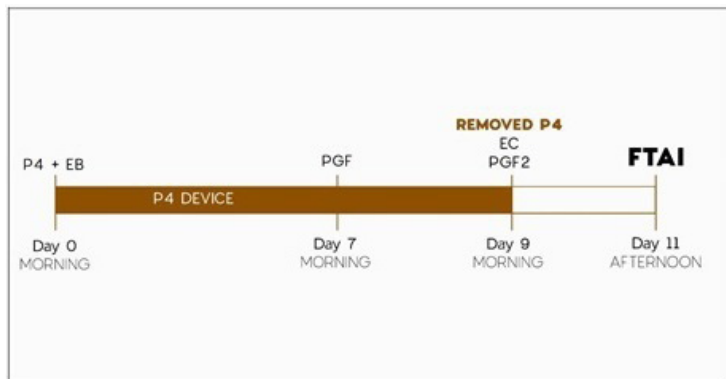 REMOVED P4
P4 + EB
PGF
EC
PGF2
FTAI
P4 DEVICE
Day 0
MORNING
Day 7
MORNING
Day 9
MORNING
Day 11
AFTERNOON